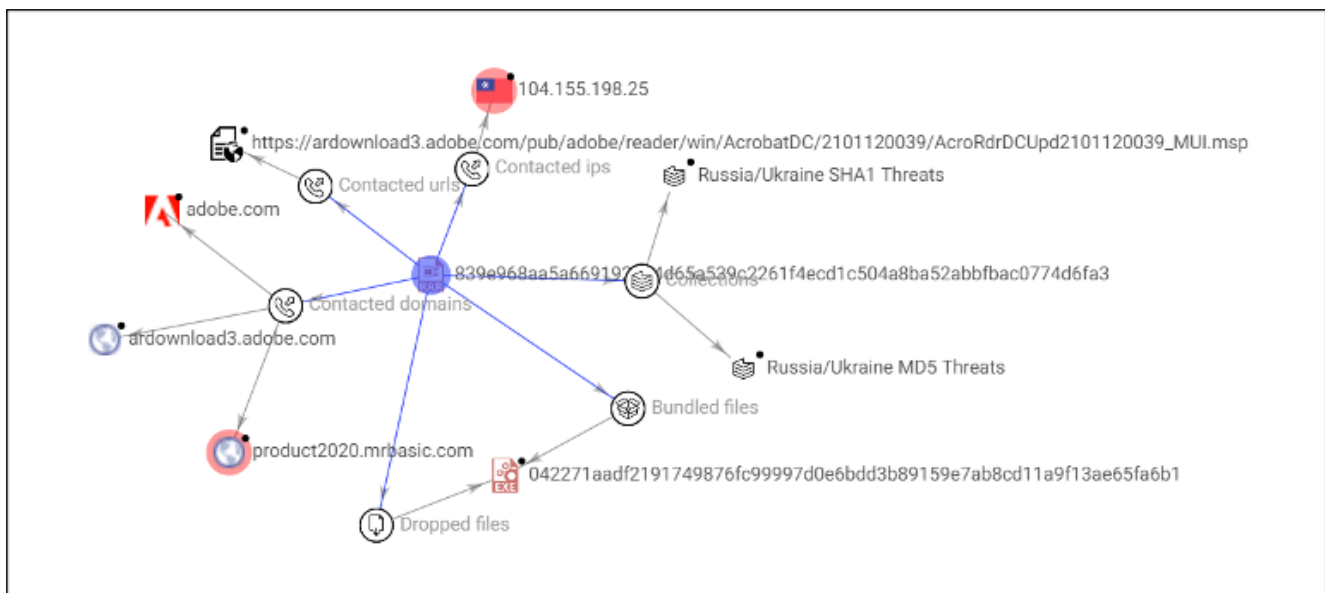 104.155.198.25
https://ardownload3.adobe.com/pub/adobe/reader/win/AcrobatDC/2101120039/AcroRdrDCUpd2101120039_MUI.msp
Contacted ips
Russia/Ukraine SHA1 Threats
Contacted urls
adobe.com
Collections
Contacted domains
ardownload3.adobe.com
Russia/Ukraine MD5 Threats
Bundled files
product2020.mrbasic.com
042271aadf2191749876fc99997d0e6bdd3b89159e7ab8cd11a9f13ae65fa6b1
EXE
Dropped files